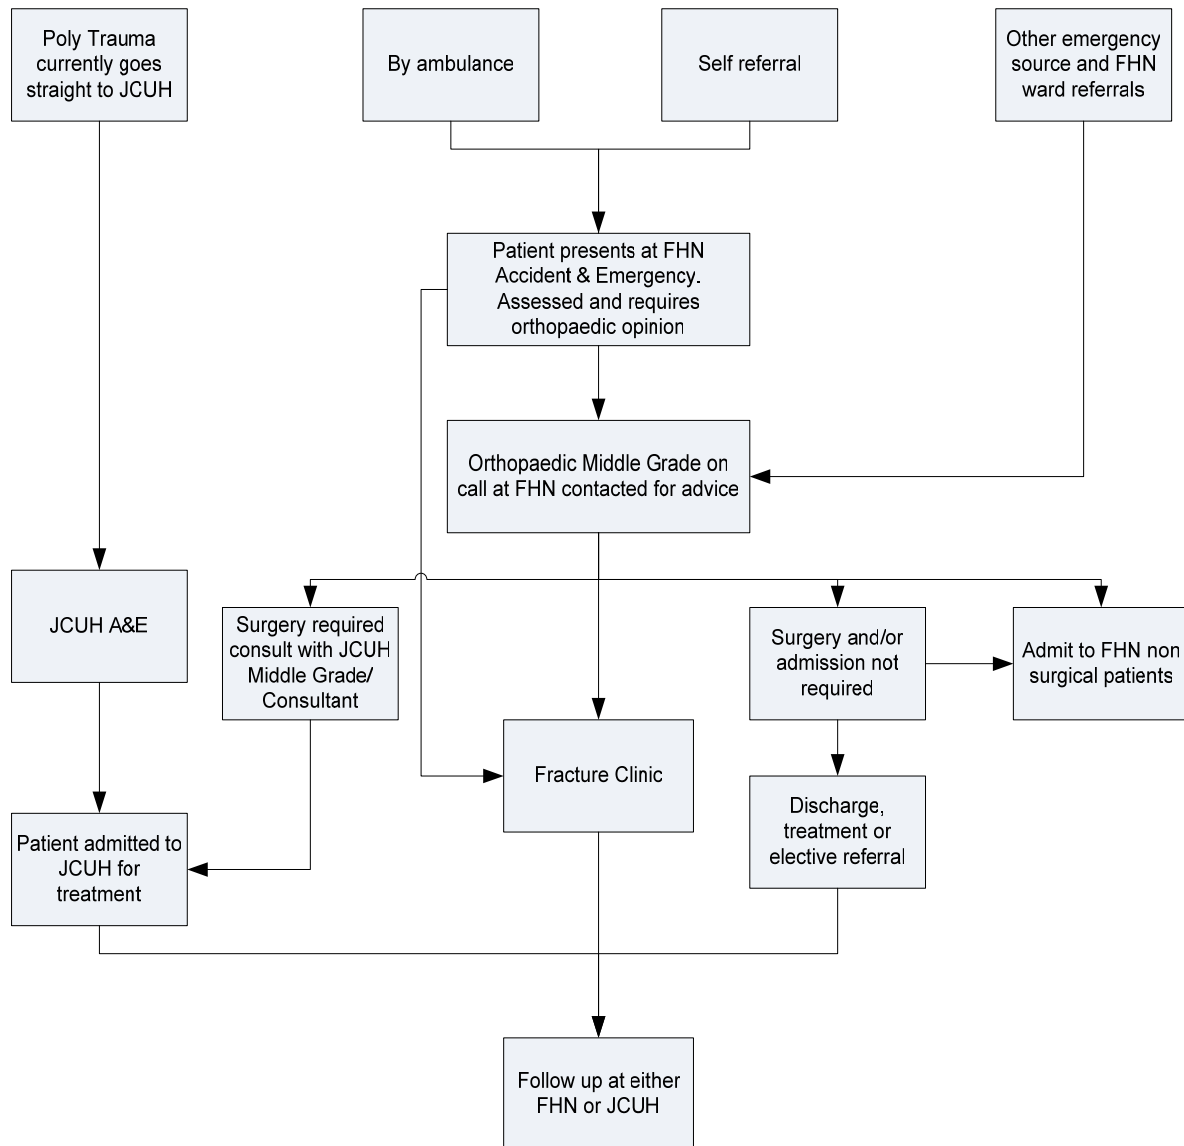 Poly Trauma
currently goes
straight to JCUH
By ambulance
Self referral
Other emergency
source and FHN
ward referrals
Patient presents at FHN
Accident & Emergency.
Assessed and requires
orthopaedic opinion
Orthopaedic Middle Grade on
call at FHN contacted for advice
JCUH A&E
Surgery required
consult with JCUH
Middle Grade/
Consultant
Surgery and/or
admission not
required
Admit to FHN non
surgical patients
Fracture Clinic
Discharge,
treatment or
elective referral
Patient admitted to
JCUH for
treatment
Follow up at either
FHN or JCUH